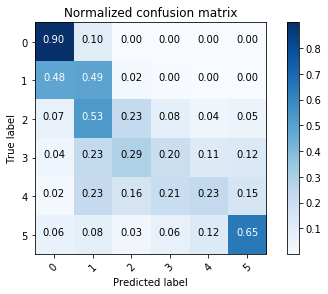 Normalized confusion matrix
0 0.90 0.10 0.00 0.00 0.00 0.00
1 0.48 0.49 0.02 0.00 0.00 0.00
2 0.07 0.53 0.23 0.08 0.04 0.05
3 0.04 0.23 0.29 0.20 0.11 0.12
4 0.02 0.23 0.16 0.21 0.23 0.15
5 0.06 0.08 0.03 0.06 0.12 0.65
0 1 2 3 4 5
True label
Predicted label
0.9
0.8
0.7
0.6
0.5
0.4
0.3
0.2
0.1